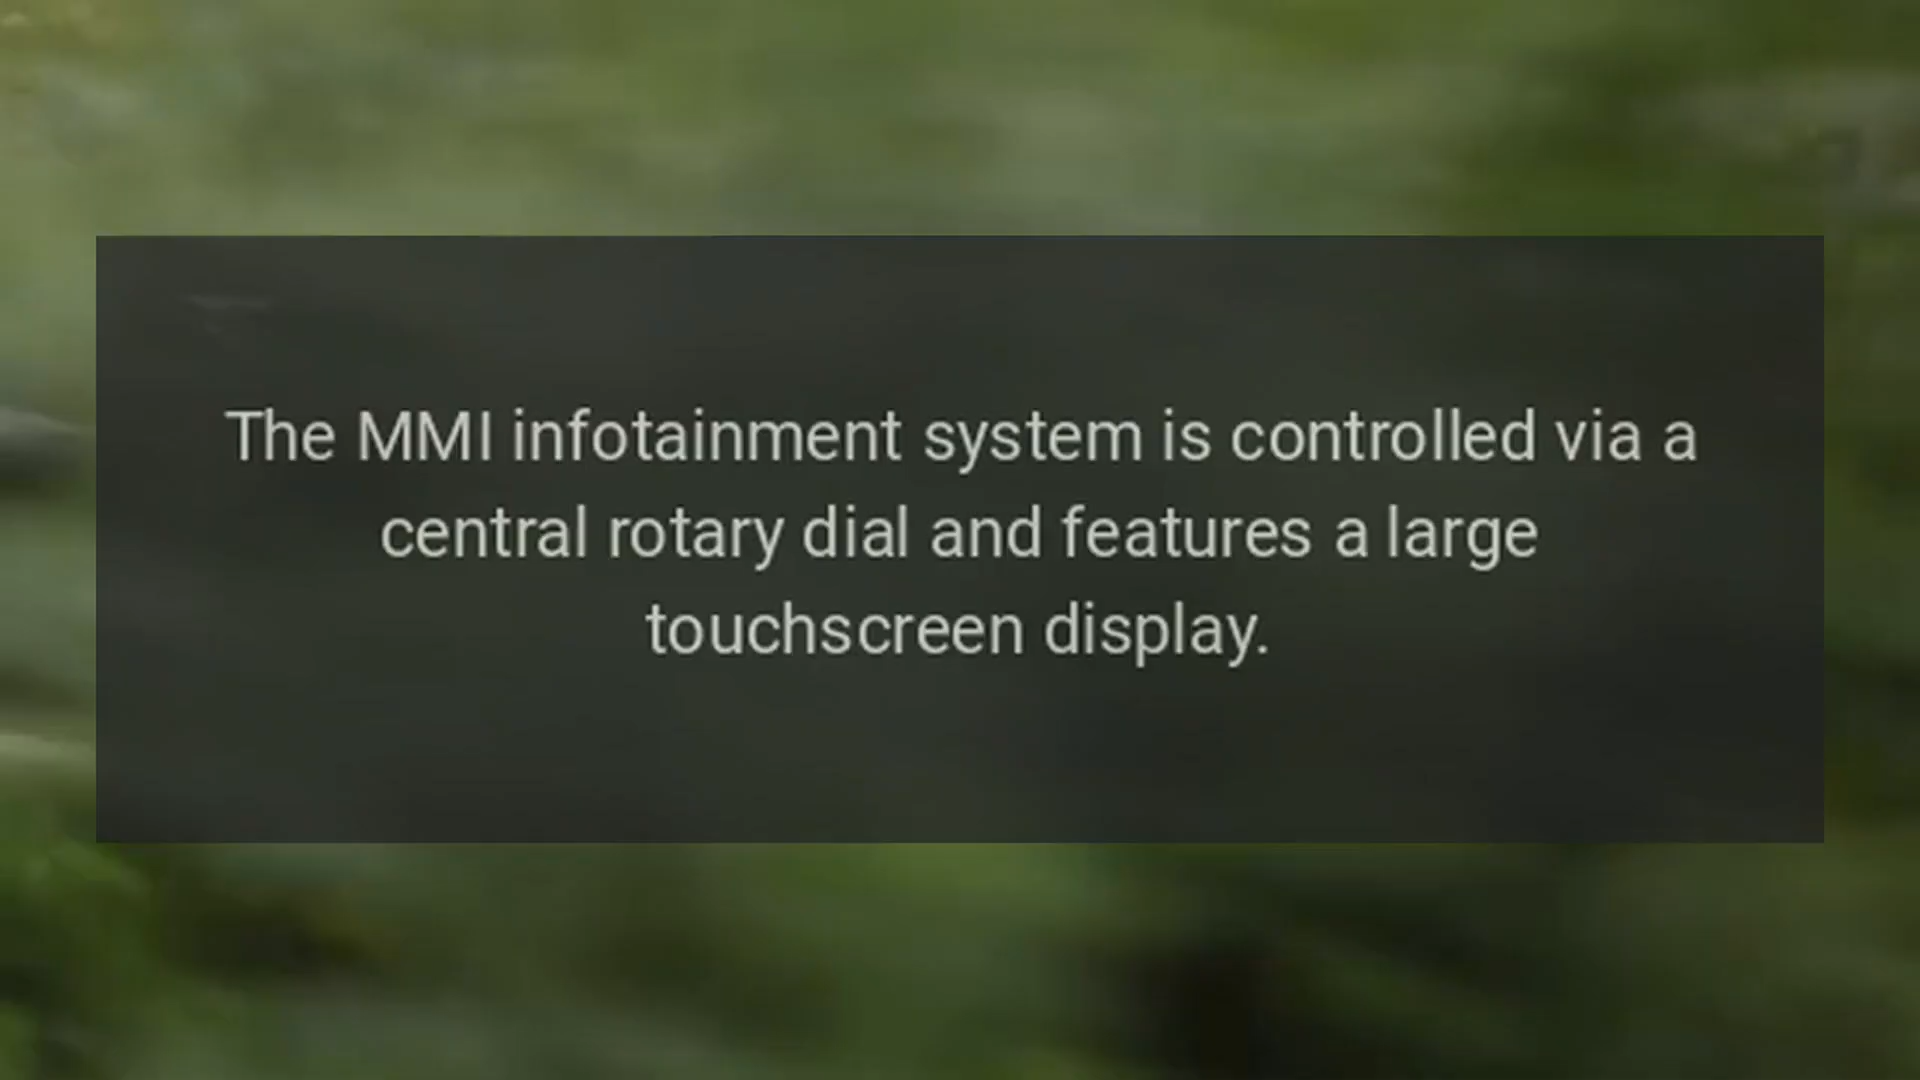 The MMI infotainment system is controlled via a
central rotary dial and features a large
touchscreen display.